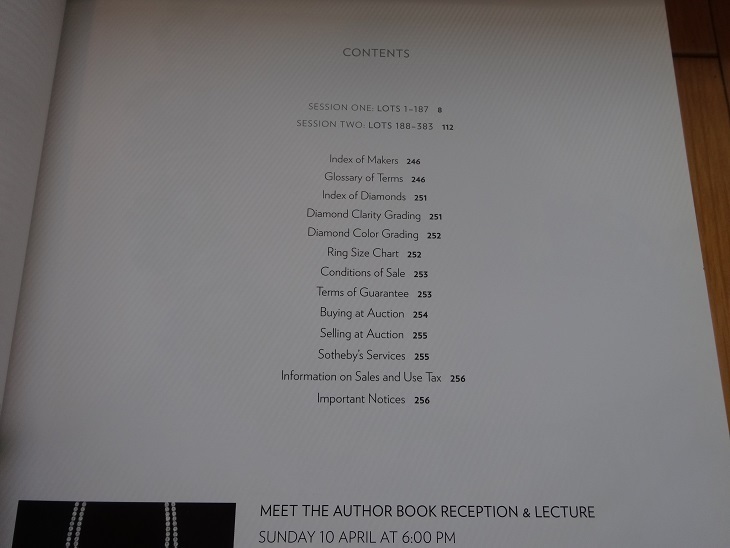 CONTENTS
SESSION ONE: LOTS 1–187 8
SESSION TWO: LOTS 188–383 112
Index of Makers 246
Glossary of Terms 246
Index of Diamonds 251
Diamond Clarity Grading 251
Diamond Color Grading 252
Ring Size Chart 252
Conditions of Sale 253
Terms of Guarantee 253
Buying at Auction 254
Selling at Auction 255
Sotheby's Services 255
Information on Sales and Use Tax 256
Important Notices 256
MEET THE AUTHOR BOOK RECEPTION & LECTURE
SUNDAY 10 APRIL AT 6:00 PM